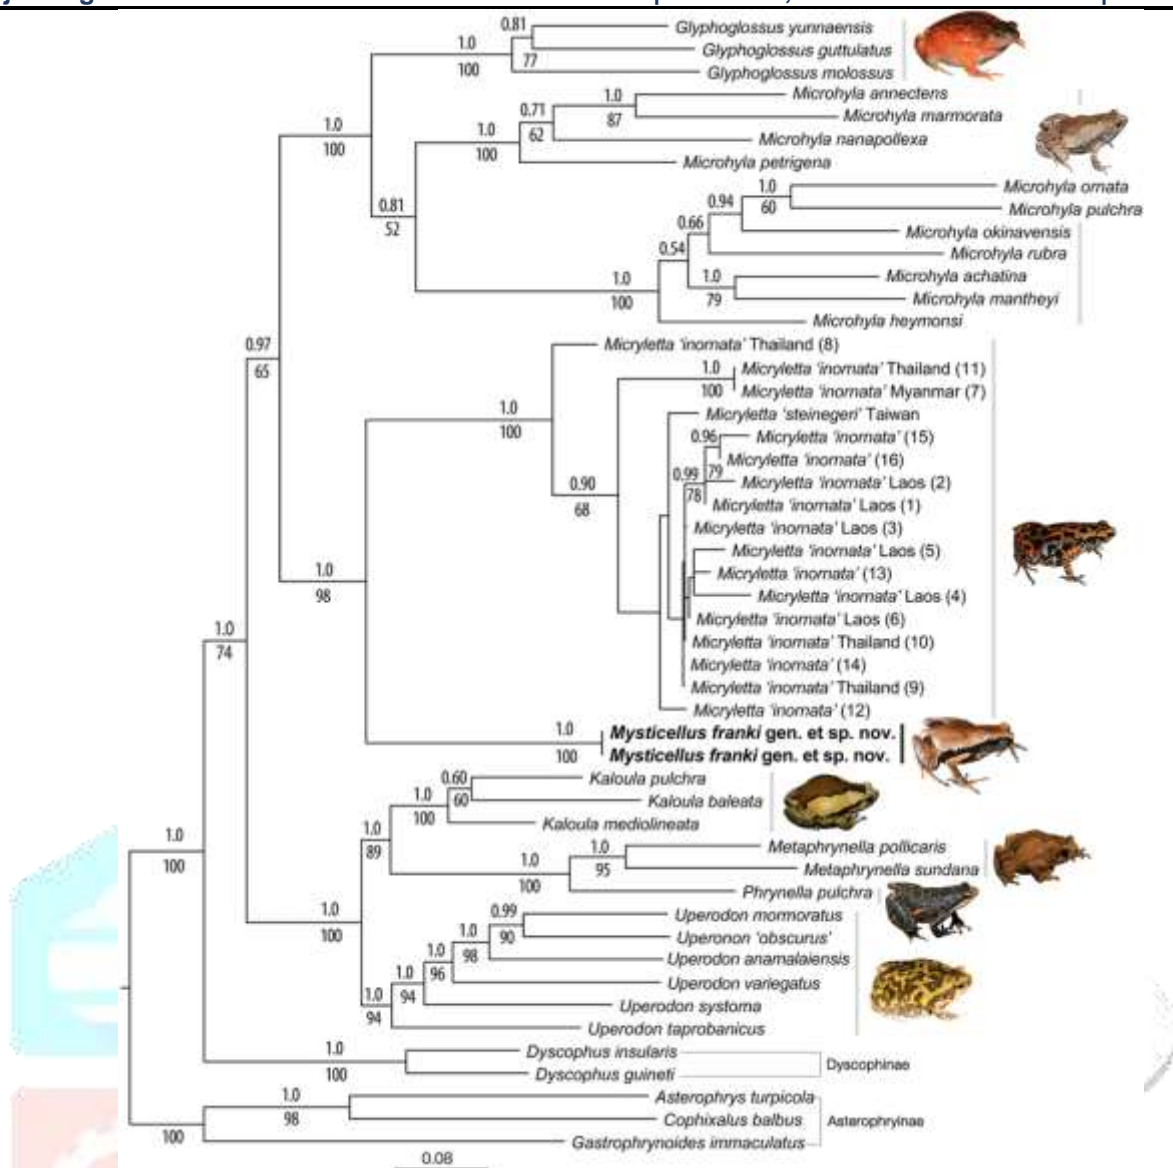 0.81
Glyphoglossus yunnaensis
1.0
Glyphoglossus guttulatus
77
100
Glyphoglossus molossus
1.0
Microhyla annectens
0.71
87
Microhyla marmorata
1.0
1.0
62
Microhyla nanapollexa
100
100
Microhyla petrigena
1.0
Microhyla ornata
0.94
60
Microhyla pulchra
0.81
0.66
52
Microhyla okinavensis
0.54
Microhyla rubra
1.0
1.0
Microhyla achatina
100
79
Microhyla mantheyi
Microhyla heymonsi
0.97
Micryletta 'inornata' Thailand (8)
65
1.0
Micryletta 'inornata' Thailand (11)
100
Micryletta 'inornata' Myanmar (7)
1.0
Micryletta 'steinegeri' Taiwan
100
0.96
Micryletta 'inornata' (15)
Micryletta 'inornata' (16)
0.99
79
0.90
Micryletta 'inornata' Laos (2)
68
78
Micryletta 'inornata' Laos (1)
Micryletta 'inornata' Laos (3)
Micryletta 'inornata' Laos (5)
1.0
Micryletta 'inornata' (13)
98
Micryletta 'inornata' Laos (4)
Micryletta 'inornata' Laos (6)
1.0
Micryletta 'inornata' Thailand (10)
74
Micryletta 'inornata' (14)
Micryletta 'inornata' Thailand (9)
Micryletta 'inornata' (12)
1.0
Mysticellus franki gen. et sp. nov.
100
Mysticellus franki gen. et sp. nov.
0.60
Kaloula pulchra
1.0
60
Kaloula baleata
100
1.0
Kaloula mediolineata
1.0
89
1.0
Metaphrynella pollicaris
100
1.0
95
Metaphrynella sundana
100
Phrynella pulchra
1.0
0.99
Uperodon mormoratus
100
1.0
90
Uperonon 'obscurus'
1.0
98
Uperodon anamalaiensis
1.0
96
Uperodon variegatus
1.0
94
Uperodon systoma
94
Uperodon taprobanicus
1.0
Dyscophus insularis
100
Dyscophus guineti
Dyscophinae
1.0
Asterophrys turpicola
98
Cophixalus balbus
Asterophryinae
100
Gastrophrynoides immaculatus
0.08